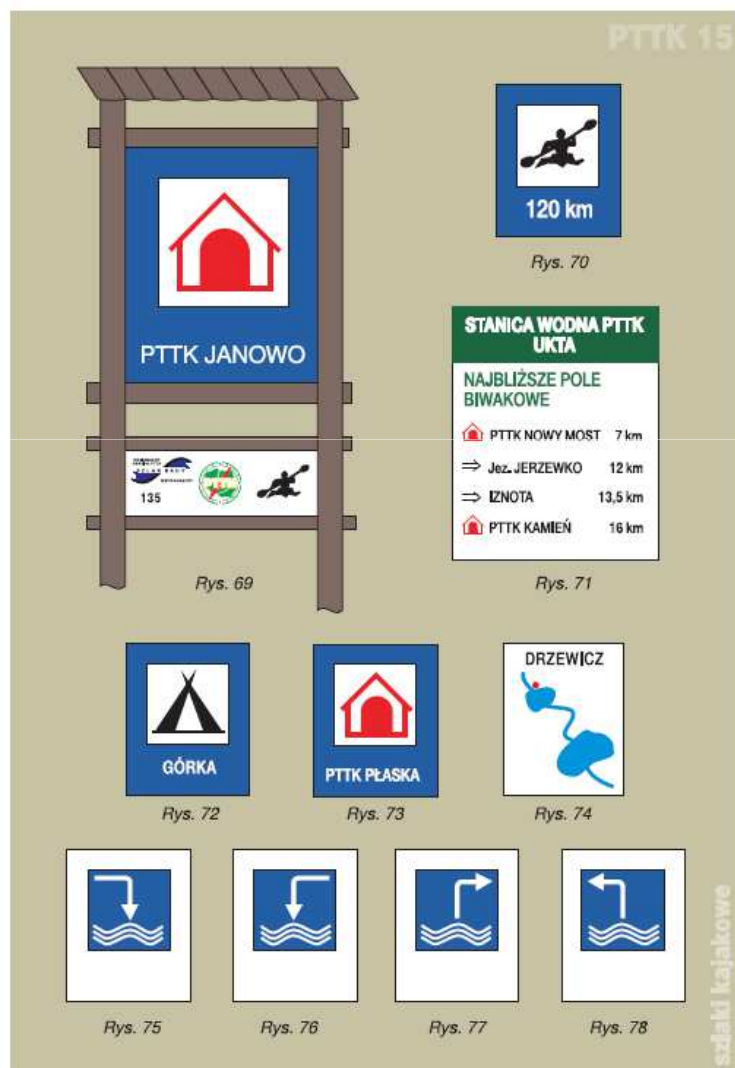 PTTK 15
PTTK JANOWO
135
Rys. 69
120 km
Rys. 70
STANICA WODNA PTTK
UKTA
NAJBLIŻSZE POLE
BIWAKOWE
PTTK NOWY MOST 7 km
⇒ Jez. JERZEWKO 12 km
⇒ IZNOTA 13,5 km
PTTK KAMIEŃ 16 km
Rys. 71
GÓRKA
Rys. 72
PTTK PŁASKA
Rys. 73
DRZEWICZ
Rys. 74
Rys. 75
Rys. 76
Rys. 77
Rys. 78
szlaki kajakowe